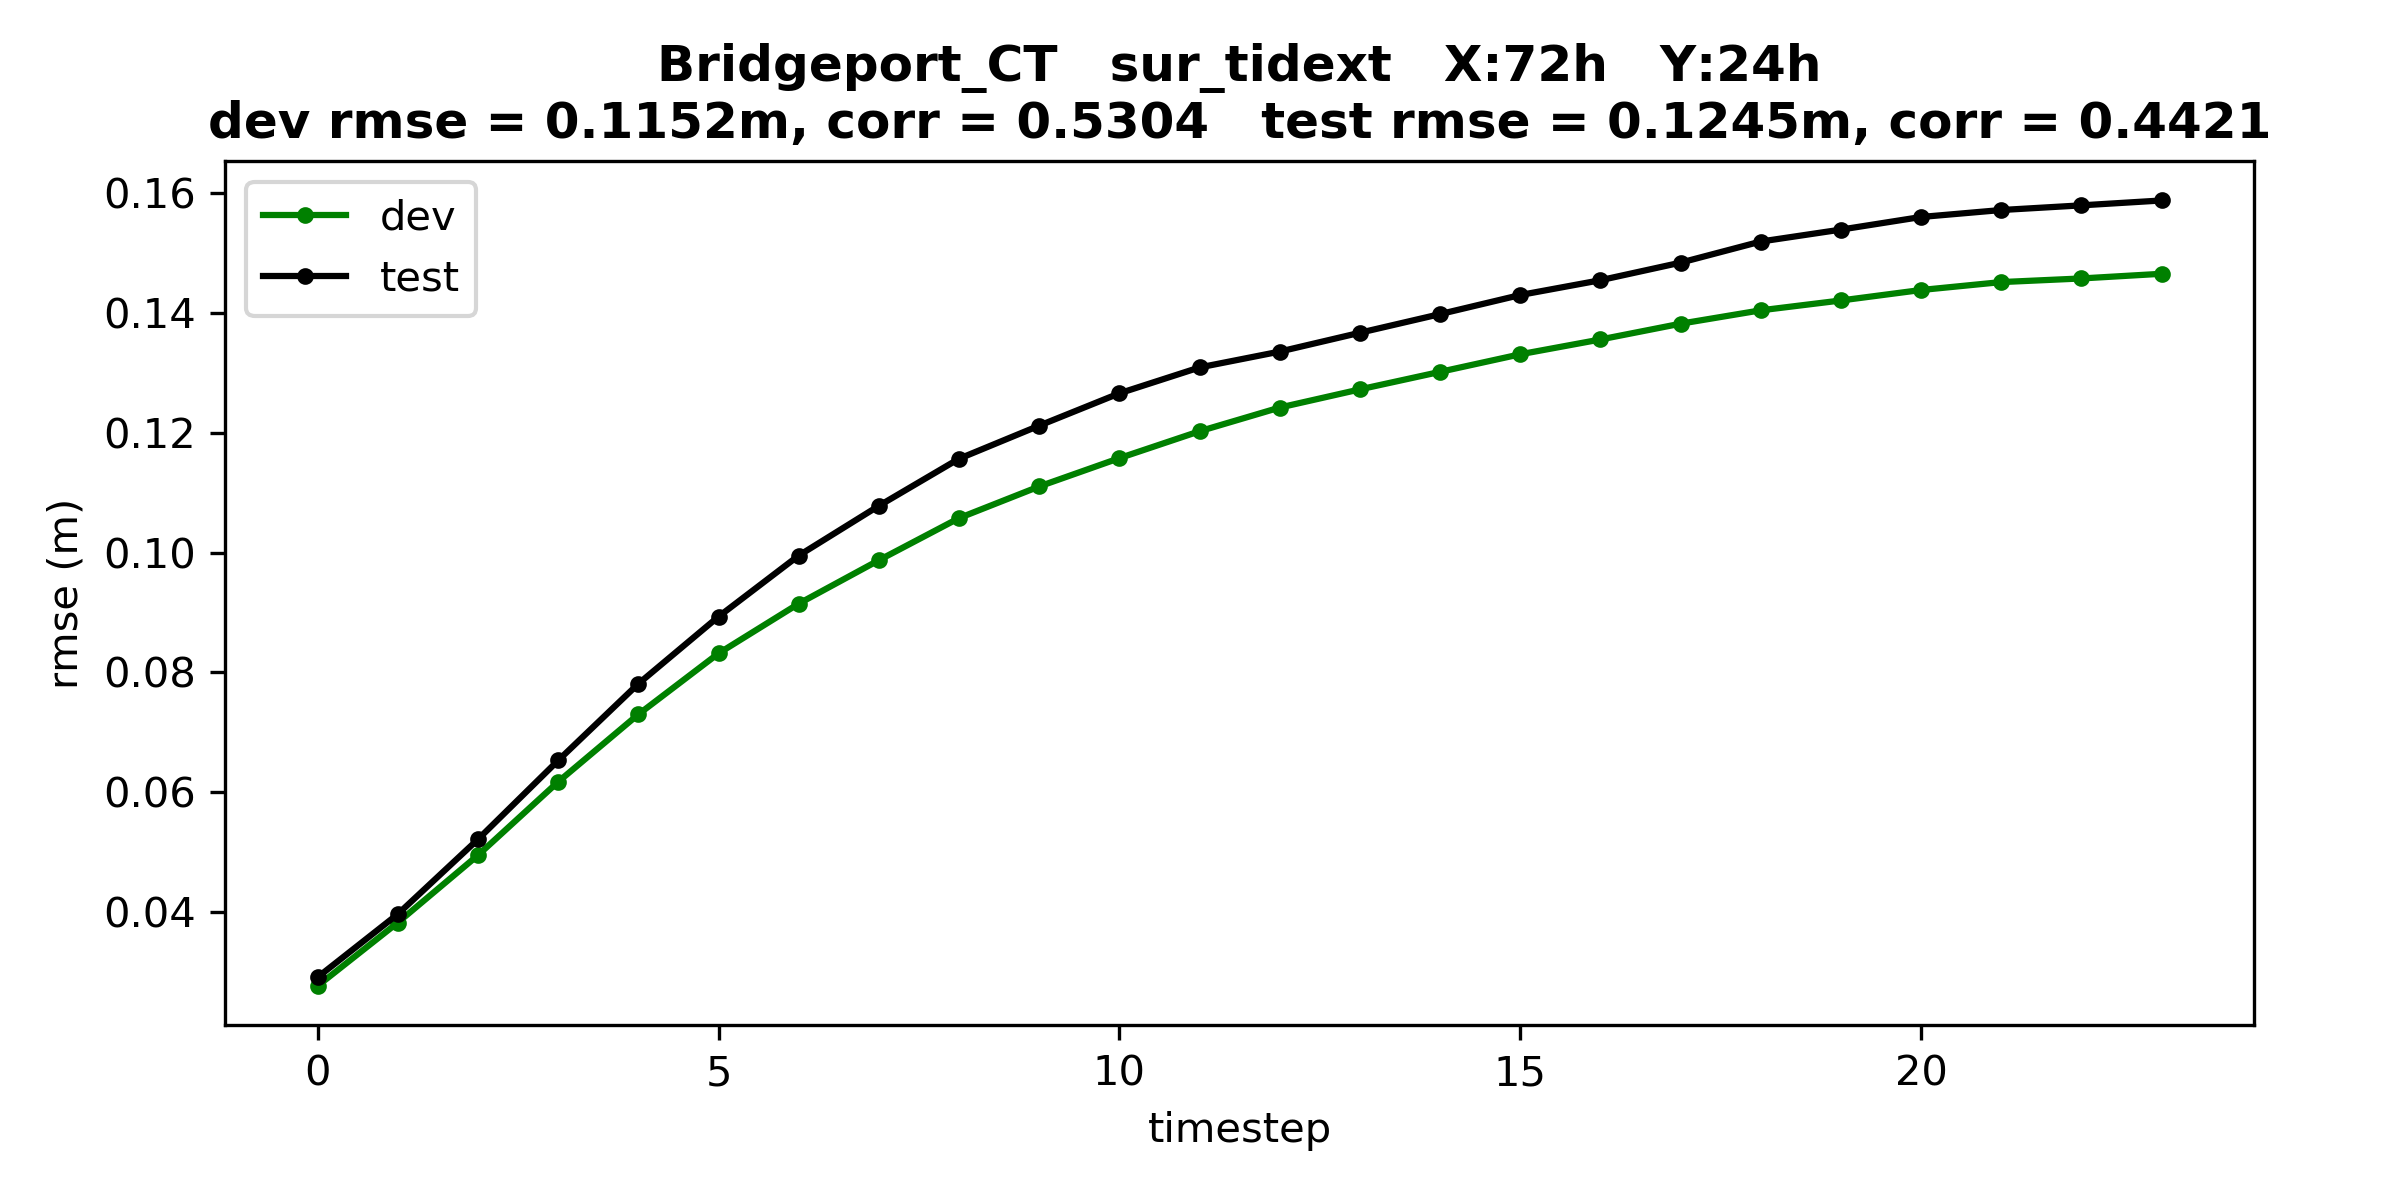 Bridgeport_CT   sur_tidext   X:72h   Y:24h
dev rmse = 0.1152m, corr = 0.5304   test rmse = 0.1245m, corr = 0.4421
dev
test
0.16
0.14
0.12
0.10
0.08
0.06
0.04
rmse (m)
0 5 10 15 20
timestep